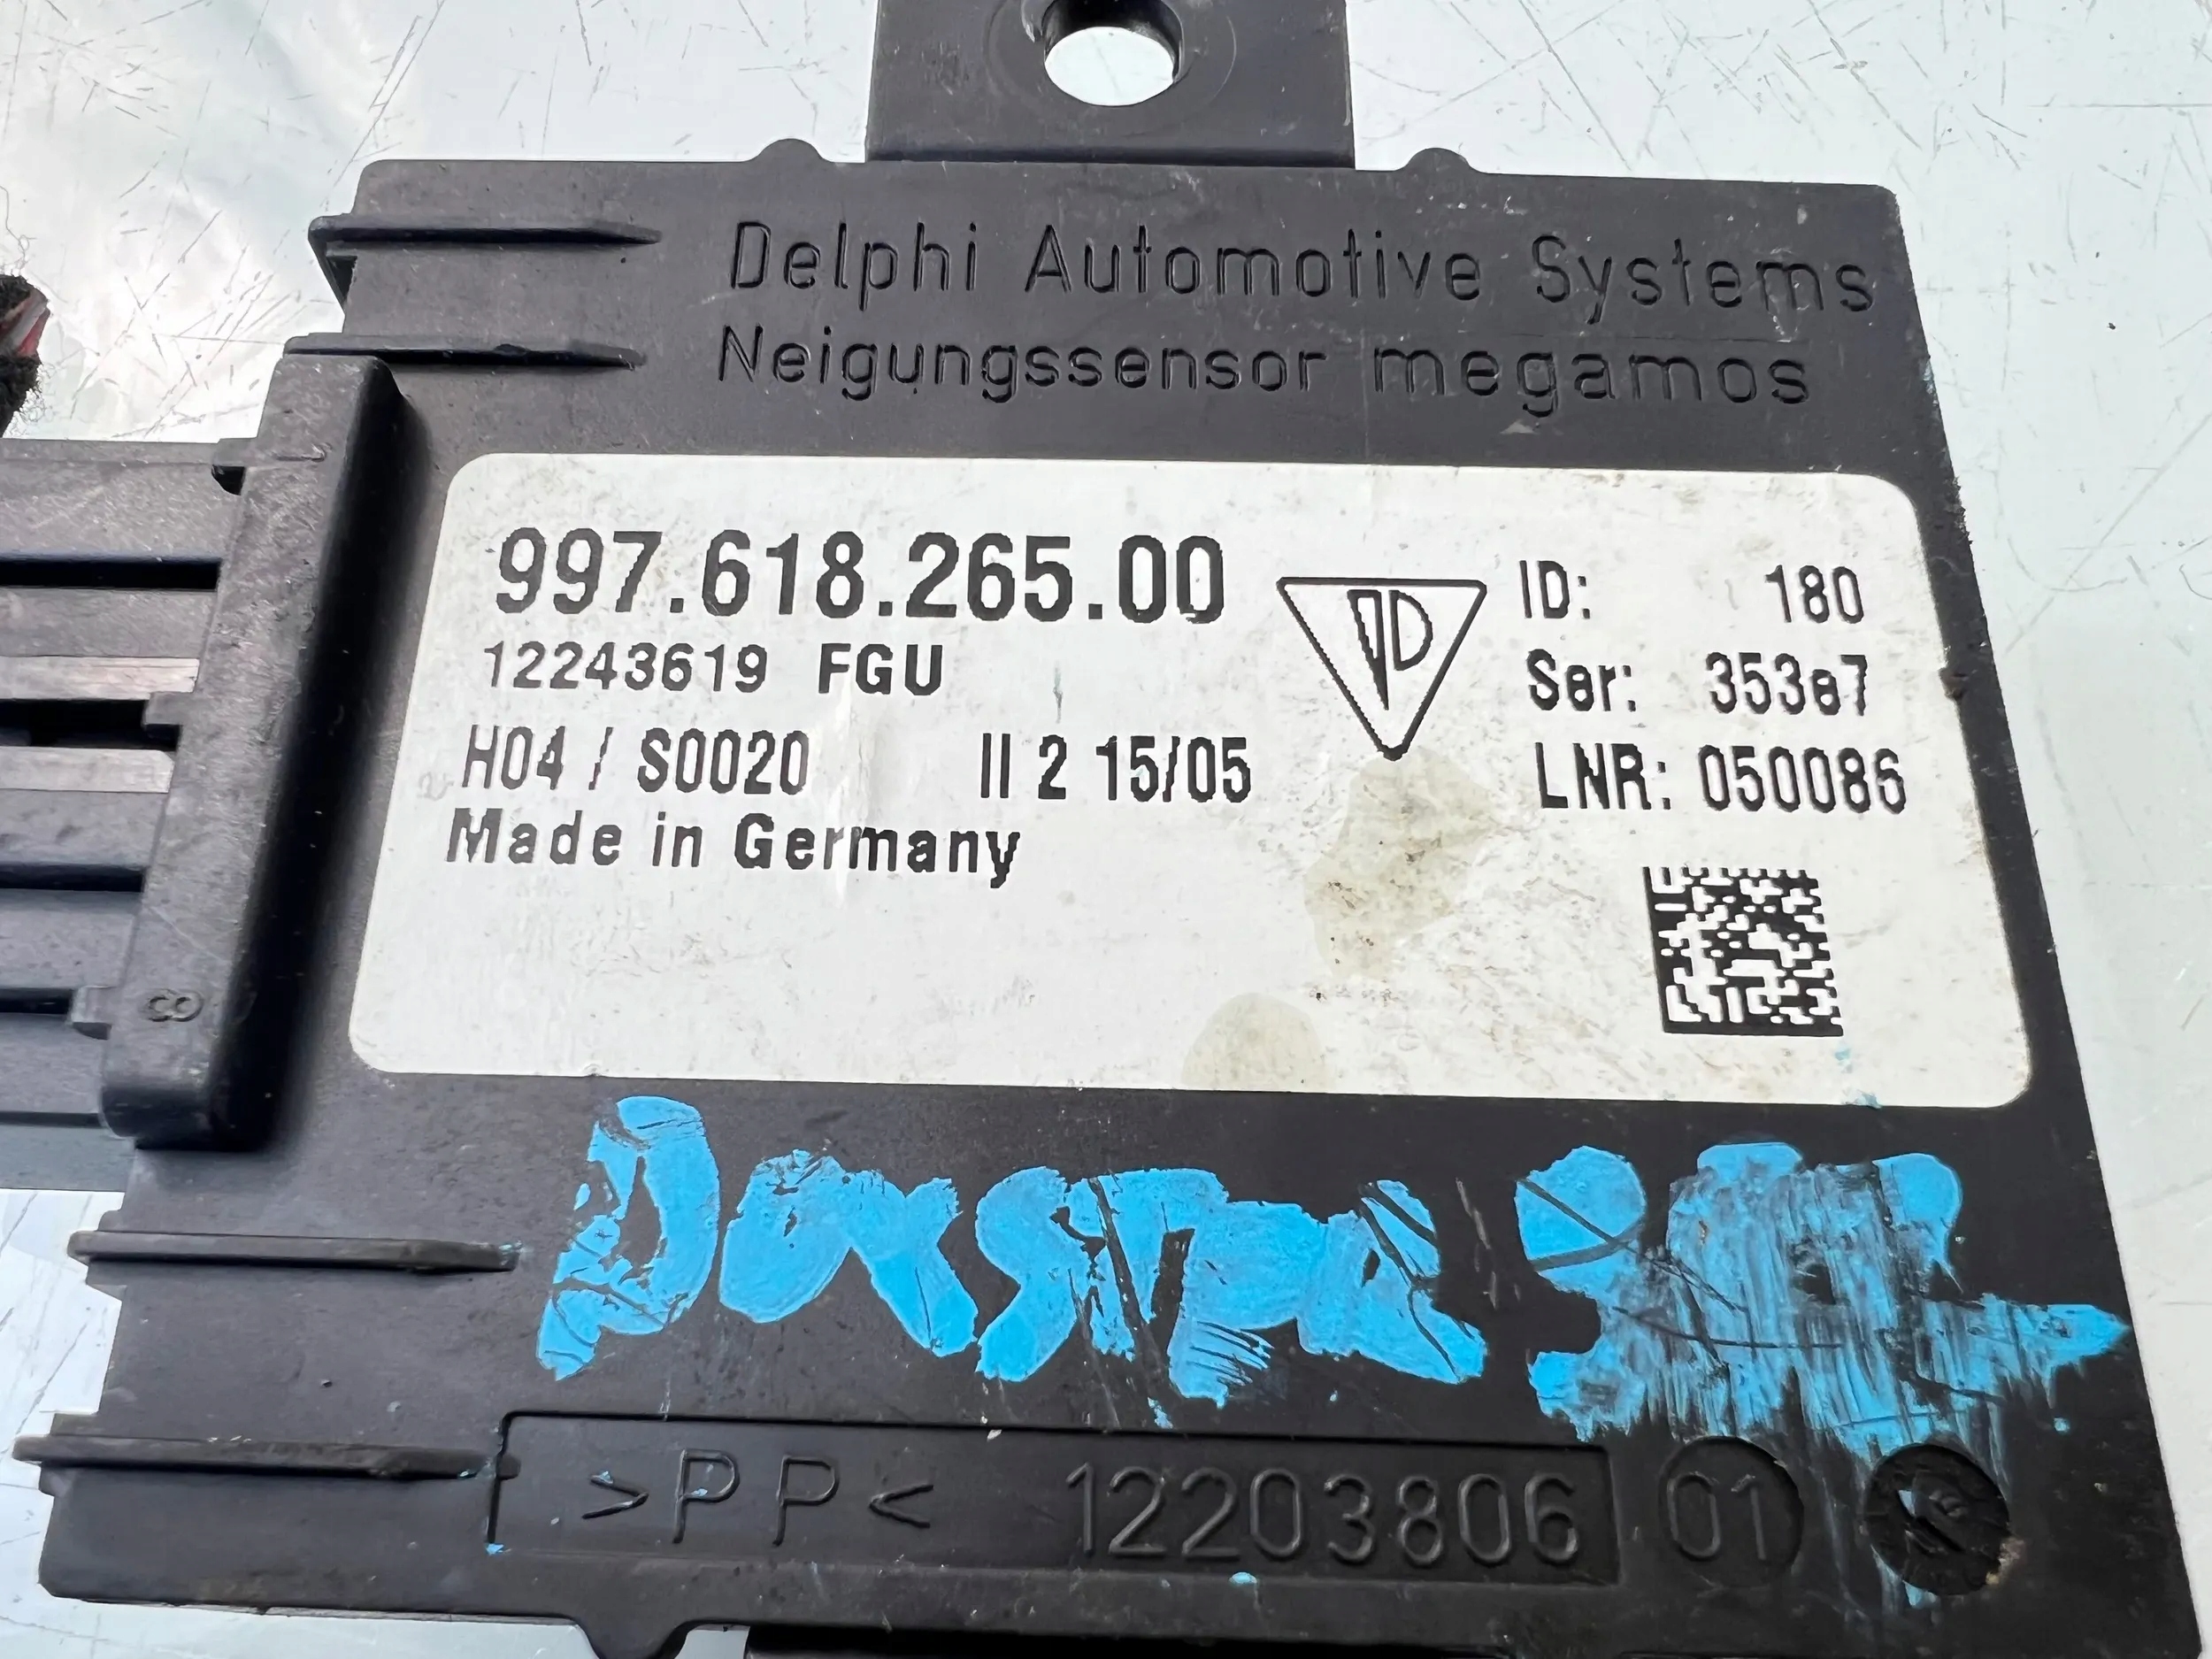 Delphi Automotive Systems
Neigungssensor megamos
997.618.265.00
12243619 FGU
H04 / S0020 II 2 15/05
Made in Germany
ID: 180
Ser: 353e7
LNR: 050086
8
>PP< 12203806 01